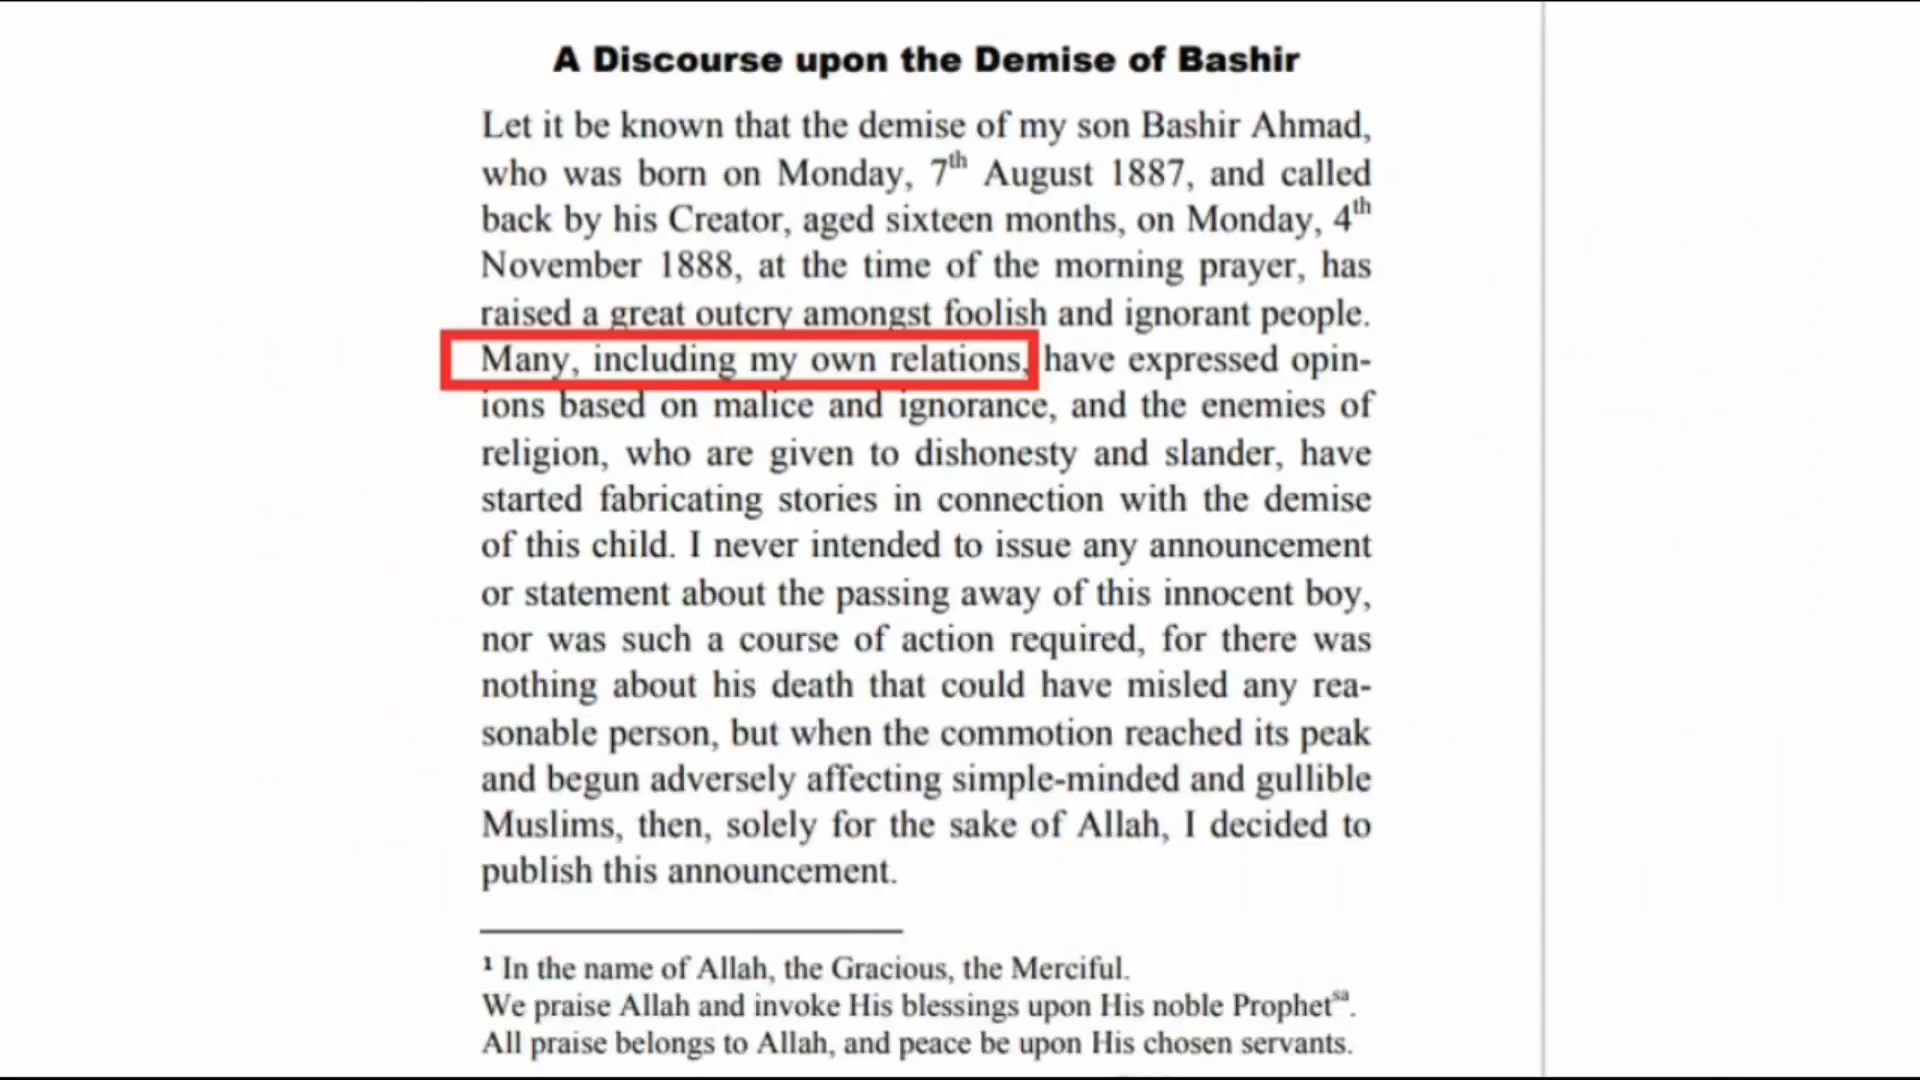 A Discourse upon the Demise of Bashir
Let it be known that the demise of my son Bashir Ahmad,
who was born on Monday, 7th August 1887, and called
back by his Creator, aged sixteen months, on Monday, 4th
November 1888, at the time of the morning prayer, has
raised a great outcry amongst foolish and ignorant people.
Many, including my own relations, have expressed opin-
ions based on malice and ignorance, and the enemies of
religion, who are given to dishonesty and slander, have
started fabricating stories in connection with the demise
of this child. I never intended to issue any announcement
or statement about the passing away of this innocent boy,
nor was such a course of action required, for there was
nothing about his death that could have misled any rea-
sonable person, but when the commotion reached its peak
and begun adversely affecting simple-minded and gullible
Muslims, then, solely for the sake of Allah, I decided to
publish this announcement.
1 In the name of Allah, the Gracious, the Merciful.
We praise Allah and invoke His blessings upon His noble Prophetsa.
All praise belongs to Allah, and peace be upon His chosen servants.